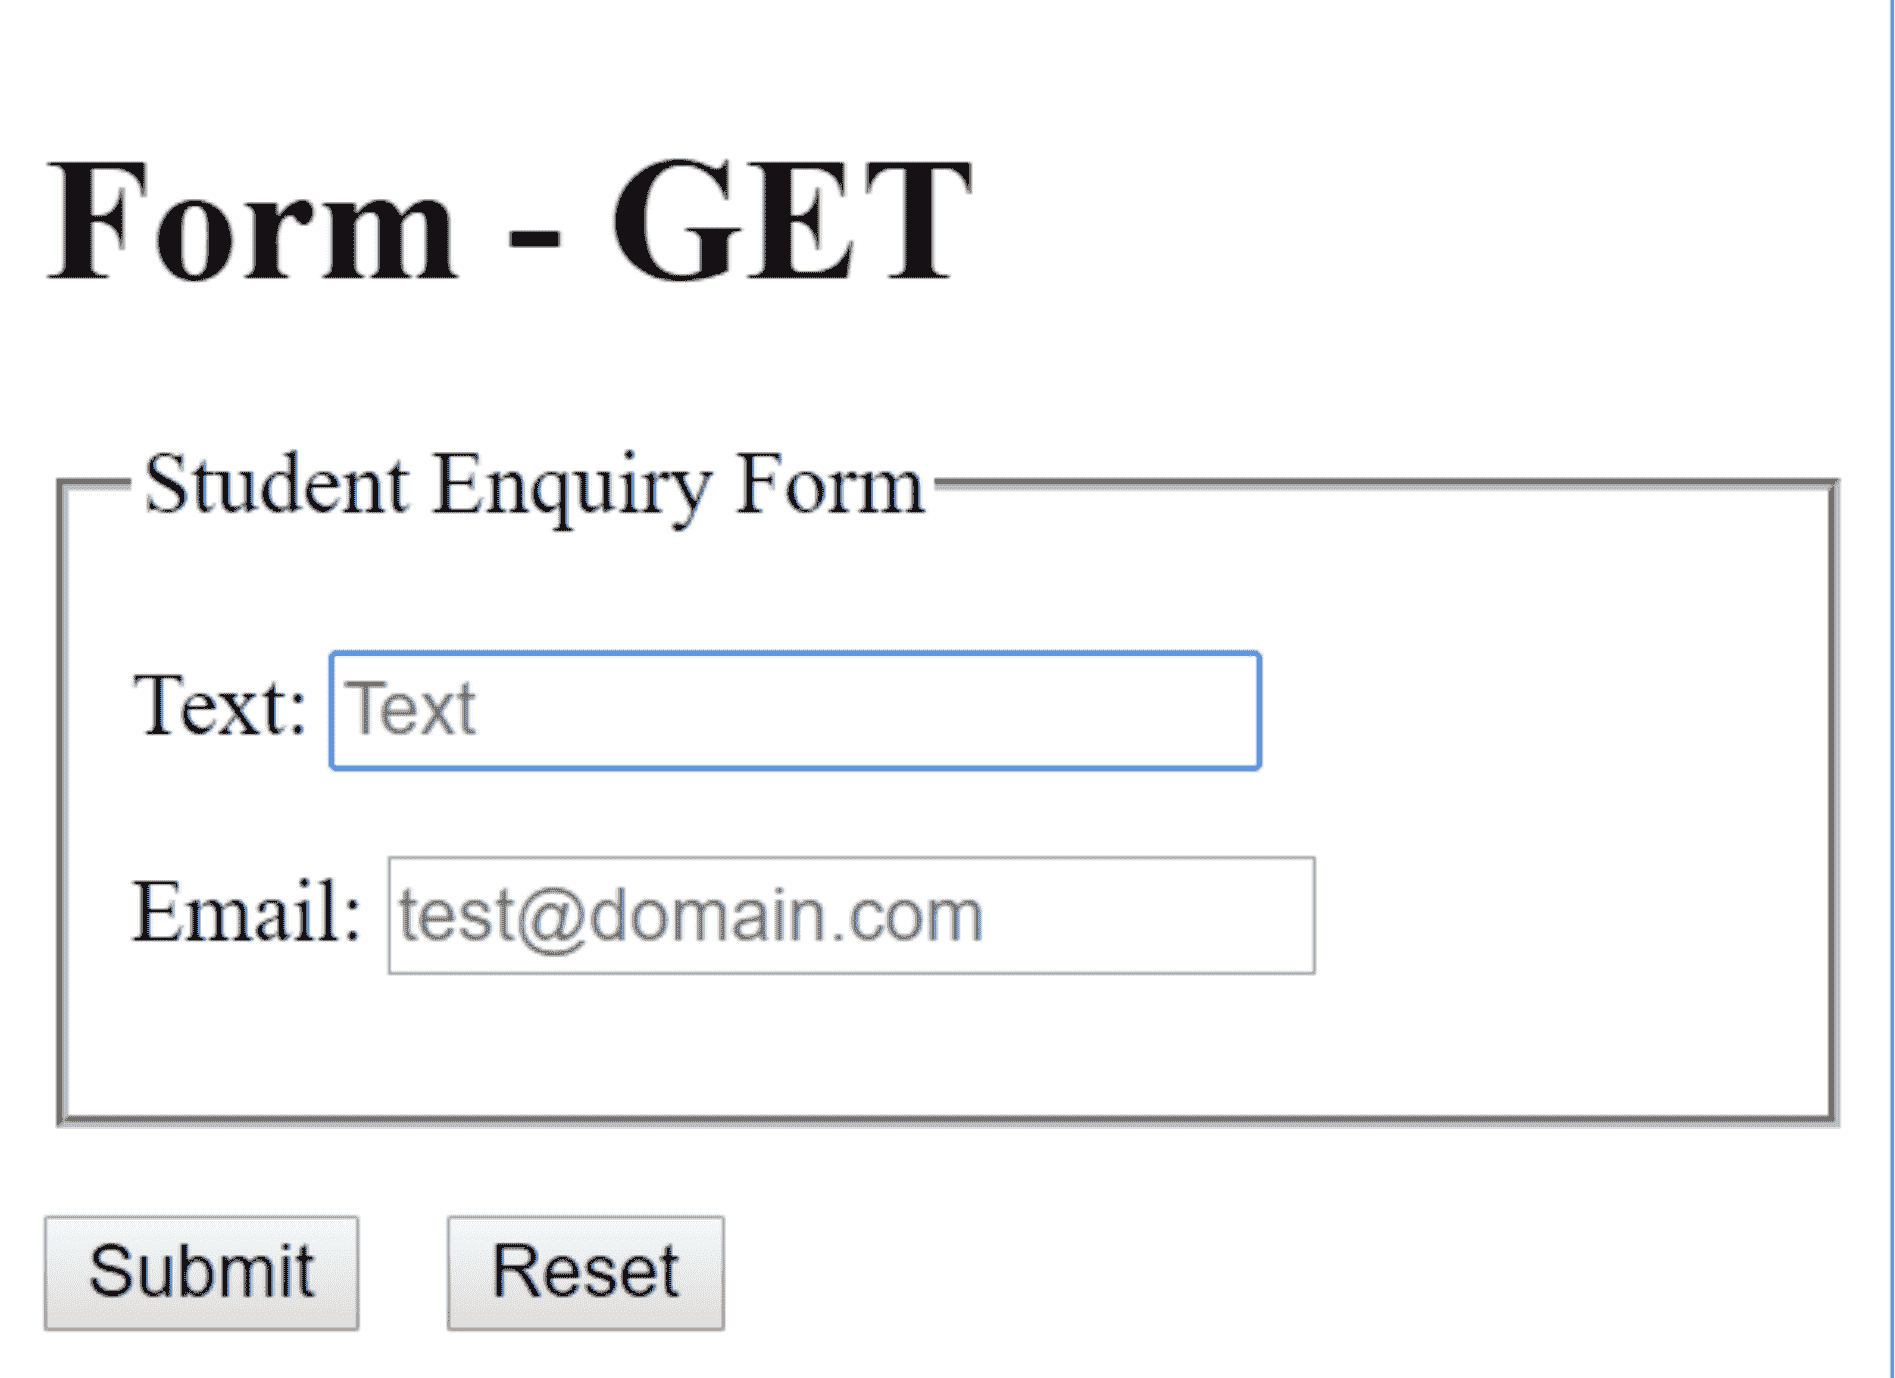 Form - GET
Student Enquiry Form
Text: Text
Email: test@domain.com
Submit Reset